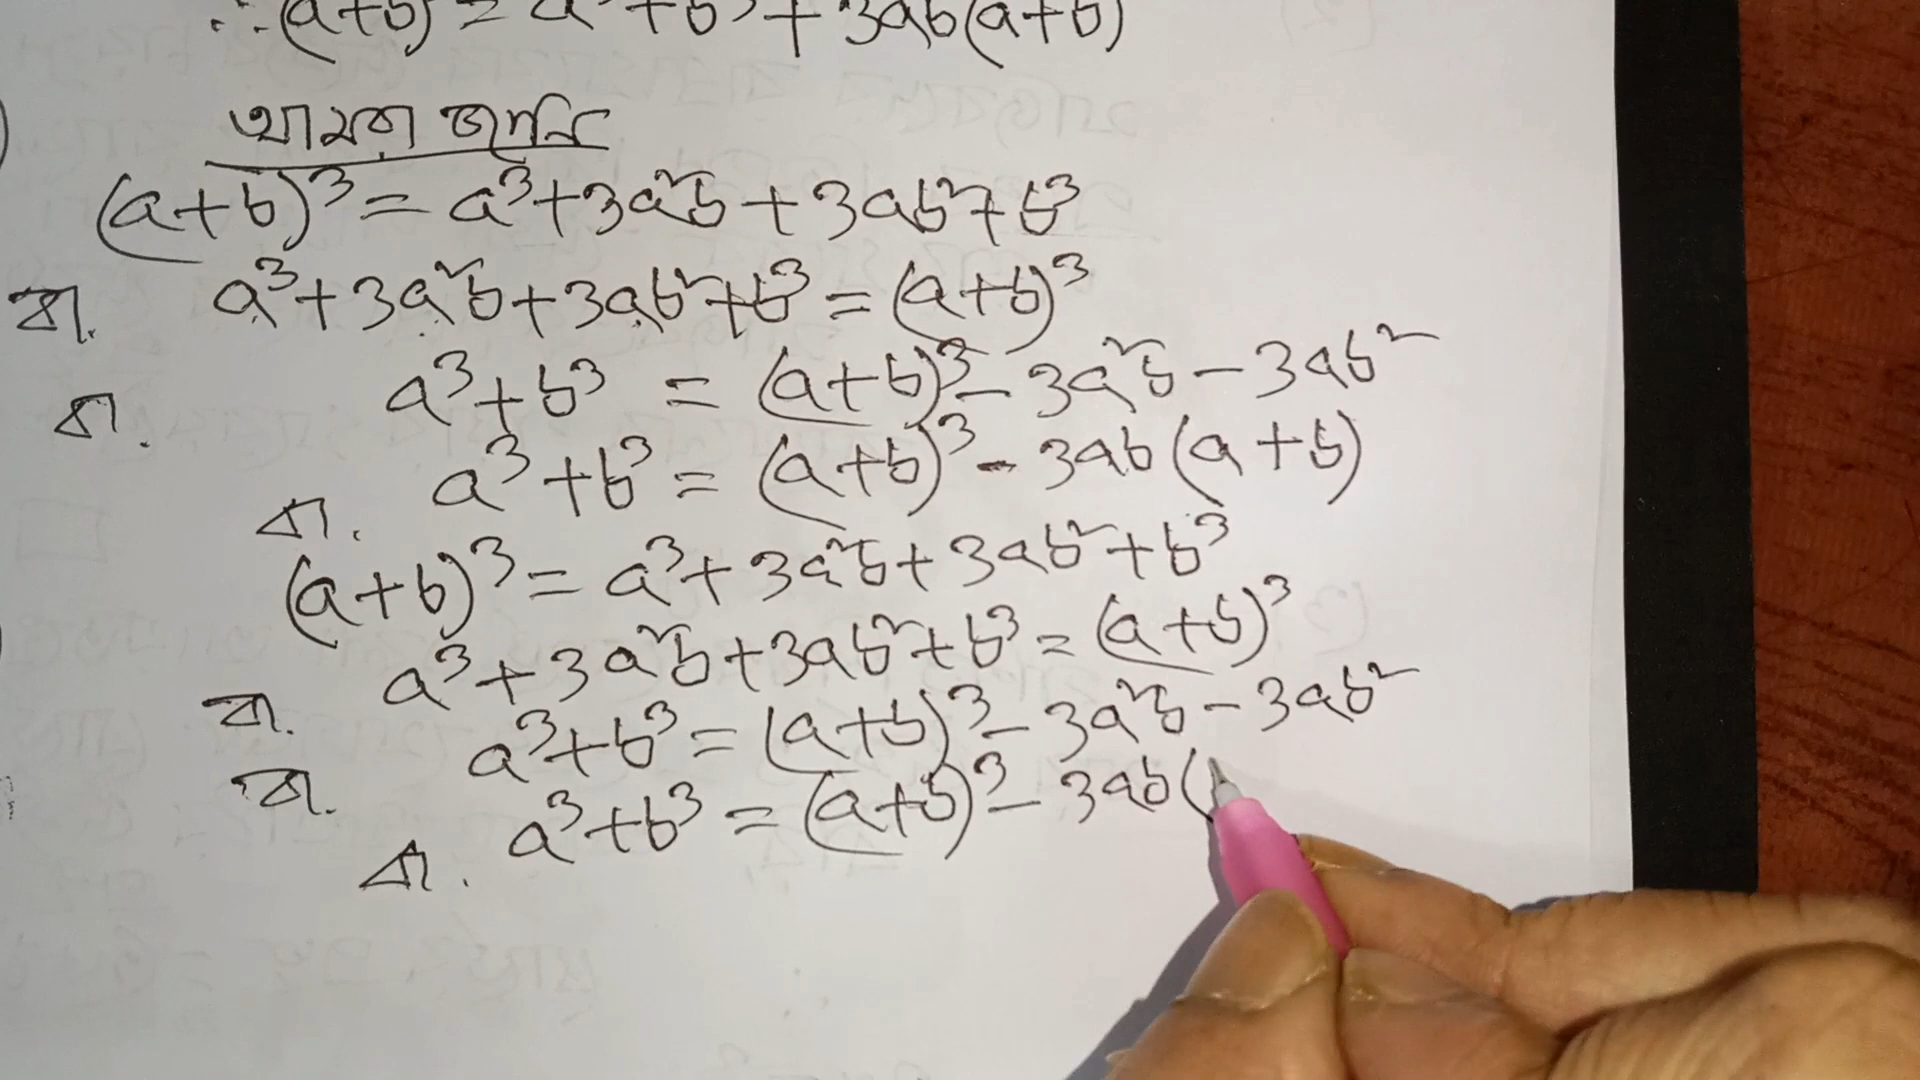 ∴(a+b)³ = a³+b³+3ab(a+b)
আমরা জানি
(a+b)³ = a³+3a²b+3ab²+b³
বা. a³+3a²b+3ab²+b³ = (a+b)³
বা. a³+b³ = (a+b)³-3a²b-3ab²
বা. a³+b³ = (a+b)³-3ab(a+b)
(a+b)³ = a³+3a²b+3ab²+b³
বা. a³+3a²b+3ab²+b³ = (a+b)³
বা. a³+b³ = (a+b)³-3a²b-3ab²
বা. a³+b³ = (a+b)³-3ab(